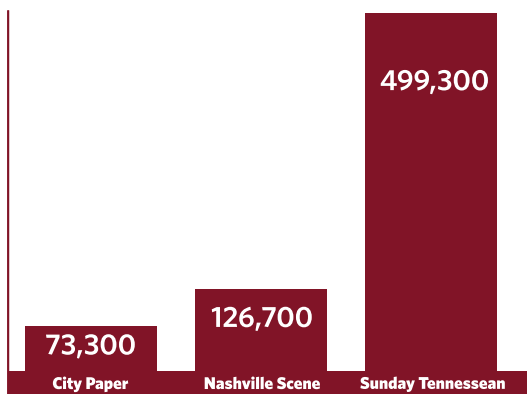 499,300
126,700
73,300
City Paper
Nashville Scene
Sunday Tennessean